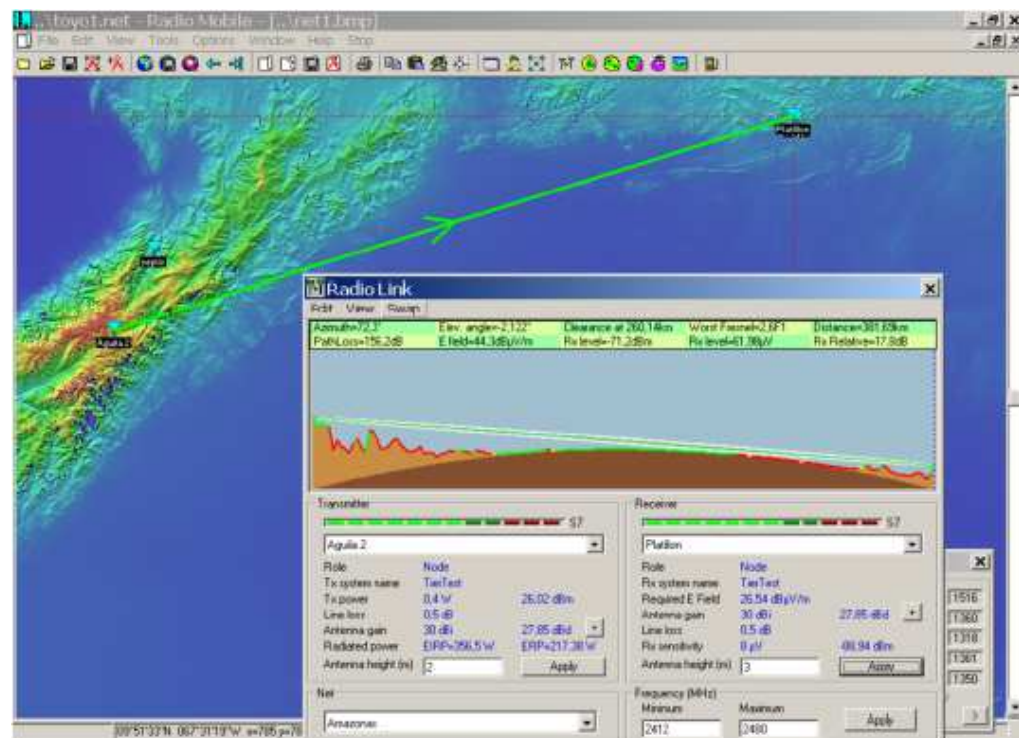 ..\toyo1.net - Radio Mobile - [..\net1.bmp]
File Edit View Tools Options Window Help Stop
Platillon
Aguila 2
Radio Link
Edit View Swap
Azimuth=72,3° Elev. angle=-2,122° Clearance at 260,14km Worst Fresnel=2,6F1 Distance=381,69km
PathLoss=156,2dB E field=44,3dBµV/m Rx level=-71,2dBm Rx level=61,98µV Rx Relative=17,8dB
Transmitter Receiver
S7 S7
Aguila 2 Platillon
Role Node Role Node
Tx system name TierTest Rx system name TierTest
Tx power 0,4 W 26,02 dBm Required E Field 26,54 dBµV/m
Line loss 0,5 dB Antenna gain 30 dBi 27,85 dBd +
Antenna gain 30 dBi 27,85 dBd + Line loss 0,5 dB
Radiated power EIRP=356,5 W ERP=217,38 W Rx sensitivity 8 µV -88,94 dBm
Antenna height (m) 2 Apply Antenna height (m) 3 Apply
1516
1360
1318
1361
1350
Net Frequency (MHz)
Minimum Maximum
Amazonas 2412 2480 Apply